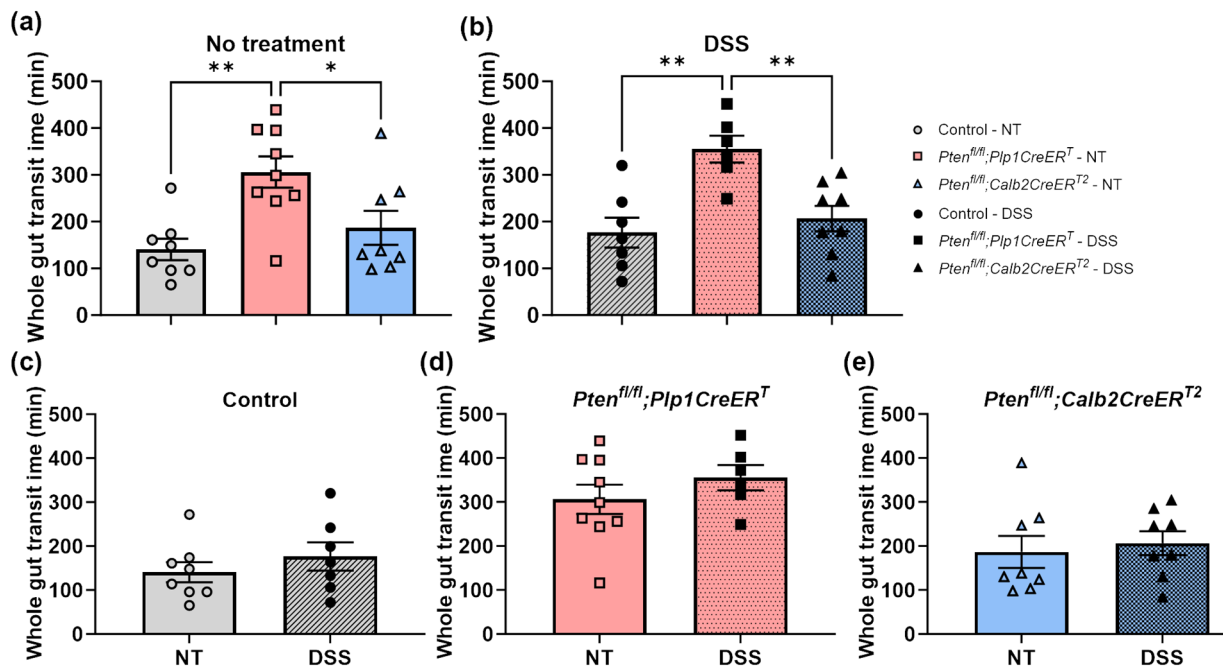 (a)
No treatment
** *
Whole gut transit ime (min)
500
400
300
200
100
0
(b)
DSS
** **
Whole gut transit ime (min)
500
400
300
200
100
0
Control - NT
Pten^fl/fl;Plp1CreER^T - NT
Pten^fl/fl;Calb2CreER^T2 - NT
Control - DSS
Pten^fl/fl;Plp1CreER^T - DSS
Pten^fl/fl;Calb2CreER^T2 - DSS
(c)
Control
Whole gut transit ime (min)
500
400
300
200
100
0
NT DSS
(d)
Pten^fl/fl;Plp1CreER^T
Whole gut transit ime (min)
500
400
300
200
100
0
NT DSS
(e)
Pten^fl/fl;Calb2CreER^T2
Whole gut transit ime (min)
500
400
300
200
100
0
NT DSS